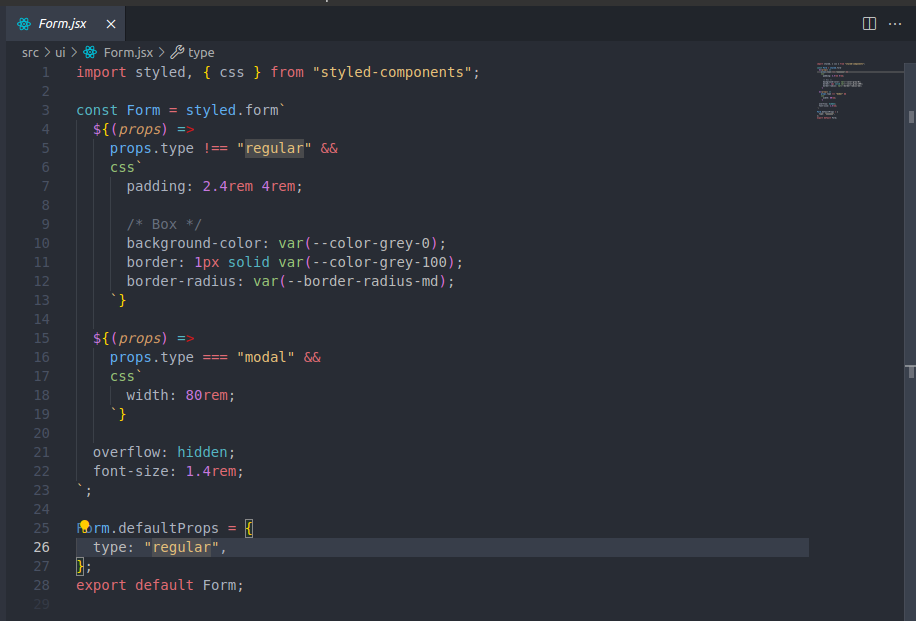 Form.jsx ×
src > ui > Form.jsx > type
1 import styled, { css } from "styled-components";
2
3 const Form = styled.form`
4 ${(props) =>
5 props.type !== "regular" &&
6 css`
7 padding: 2.4rem 4rem;
8
9 /* Box */
10 background-color: var(--color-grey-0);
11 border: 1px solid var(--color-grey-100);
12 border-radius: var(--border-radius-md);
13 `}
14
15 ${(props) =>
16 props.type === "modal" &&
17 css`
18 width: 80rem;
19 `}
20
21 overflow: hidden;
22 font-size: 1.4rem;
23 `;
24
25 Form.defaultProps = {
26 type: "regular",
27 };
28 export default Form;
29